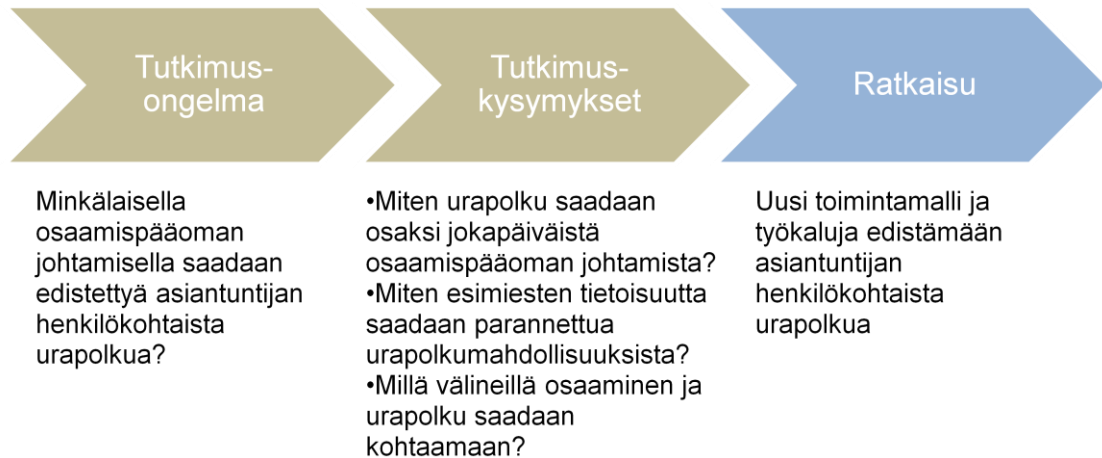 Tutkimus-
ongelma
Minkälaisella
osaamispääoman
johtamisella saadaan
edistettyä asiantuntijan
henkilökohtaista
urapolkua?
Tutkimus-
kysymykset
•Miten urapolku saadaan
osaksi jokapäiväistä
osaamispääoman johtamista?
•Miten esimiesten tietoisuutta
saadaan parannettua
urapolkumahdollisuuksista?
•Millä välineillä osaaminen ja
urapolku saadaan
kohtaamaan?
Ratkaisu
Uusi toimintamalli ja
työkaluja edistämään
asiantuntijan
henkilökohtaista
urapolkua